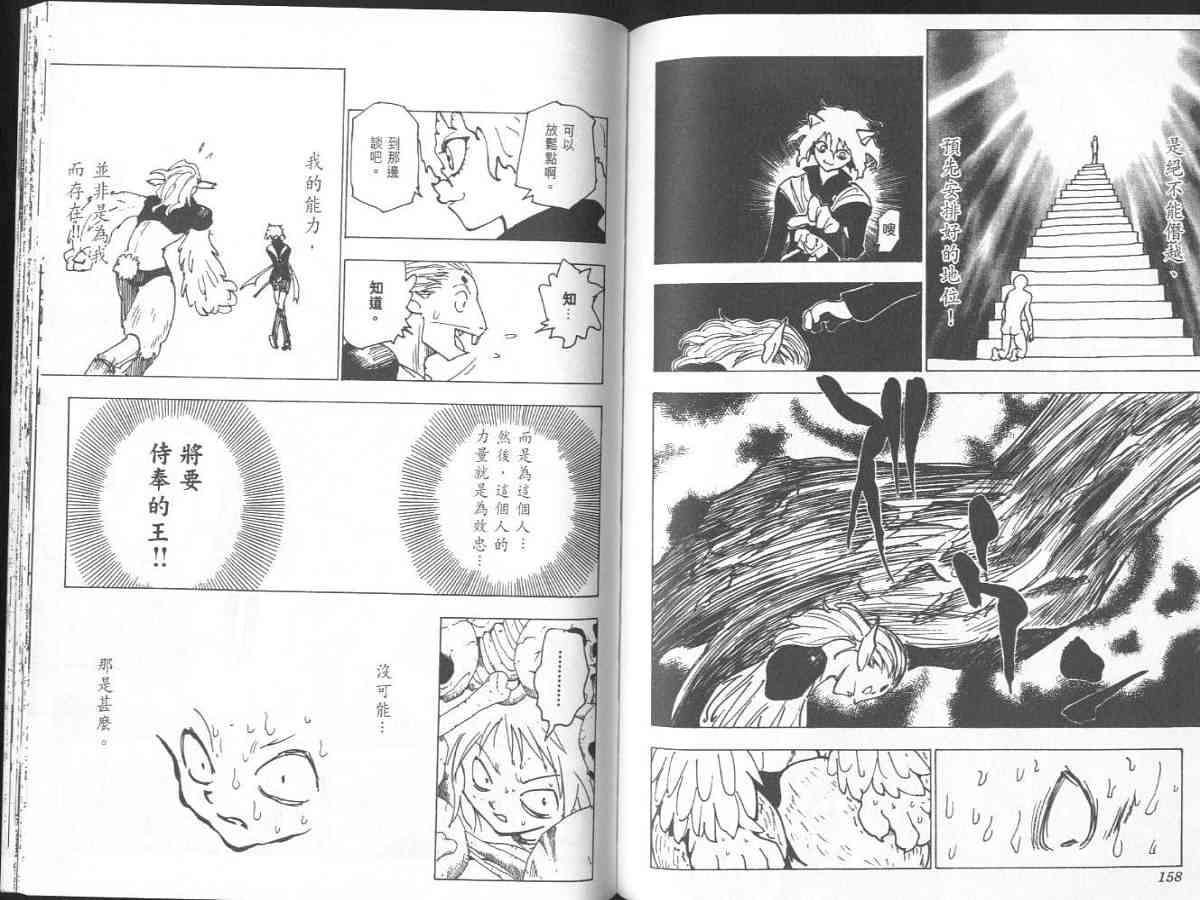 是絕不能僭越、
預先安排好的地位！
嗖
158
可以
放鬆點啊。
到那邊
談吧。
知…
知道。
我的能力，
並非是為我
而存在!!
而是為這個人…
然後，這個人的
力量就是為效忠…
將要
侍奉的王!!
…………
沒可能…
那是甚麼。